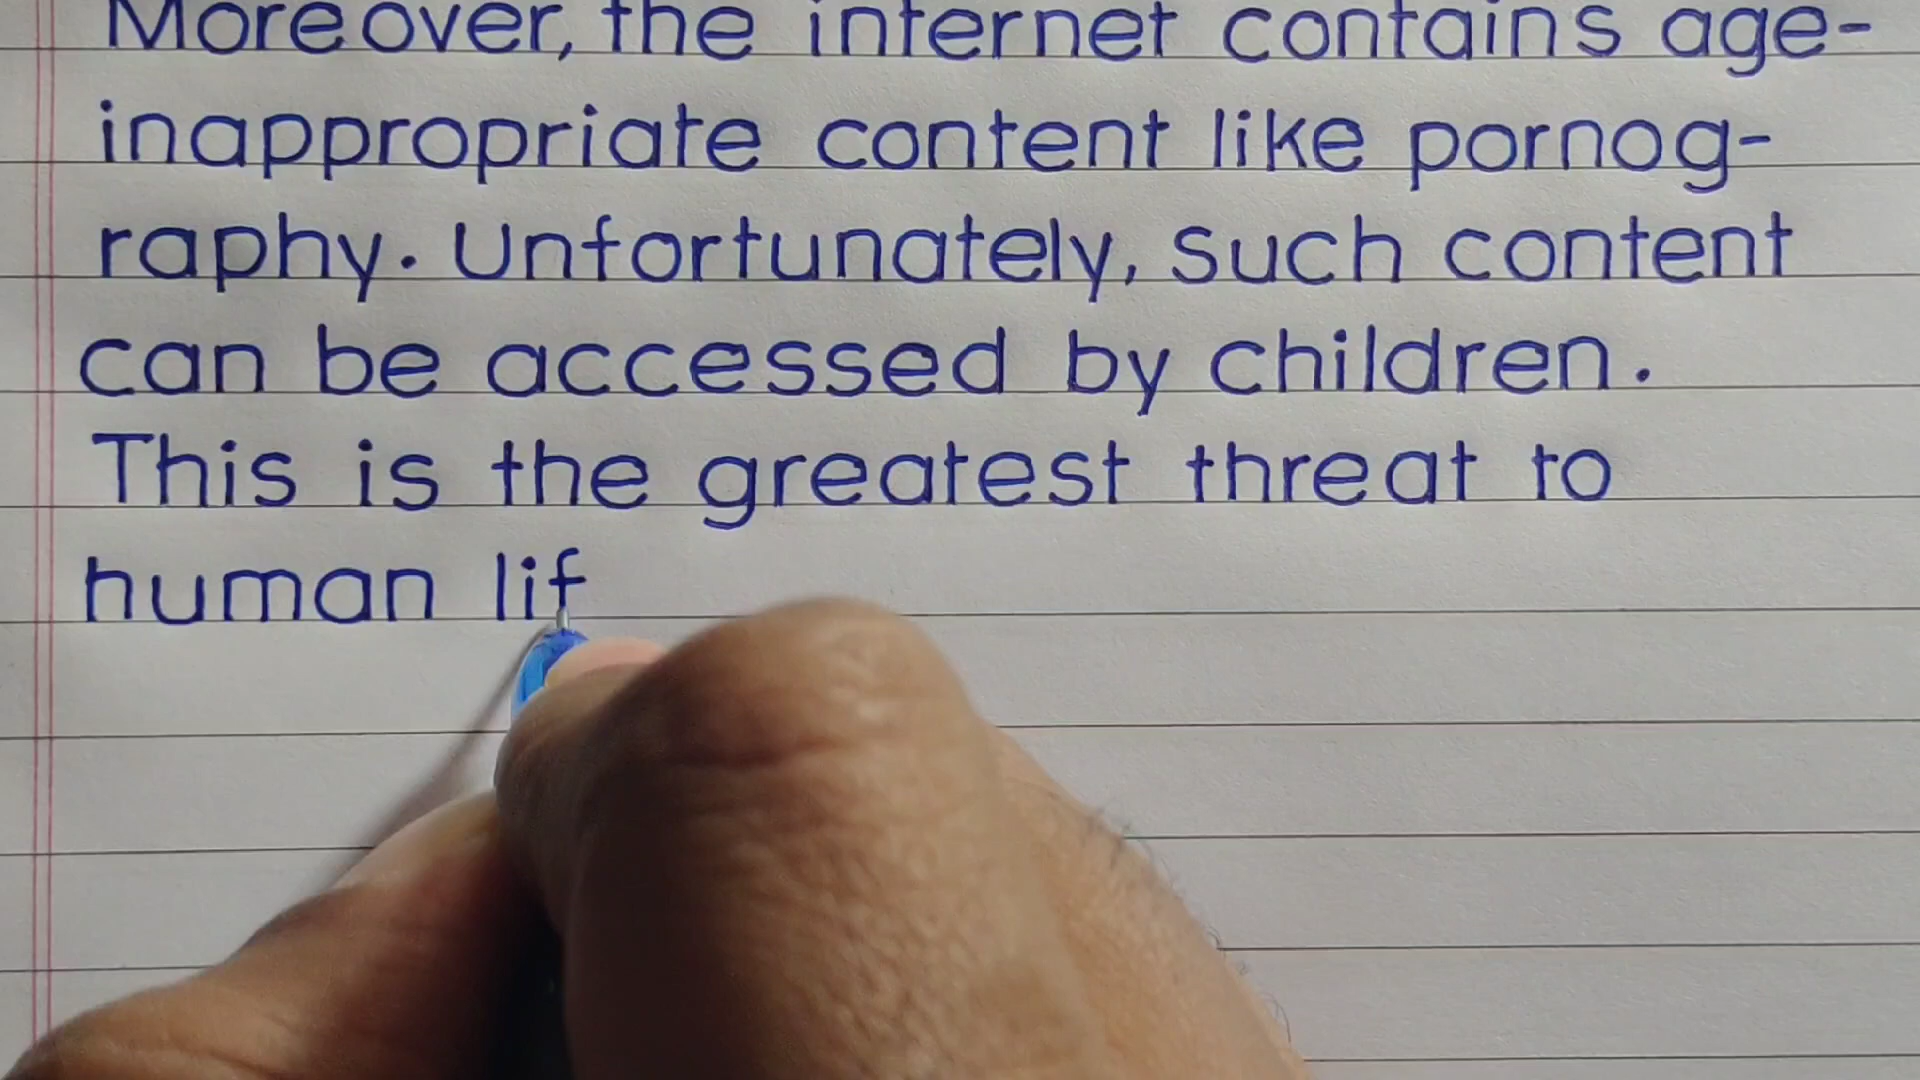 Moreover, the internet contains age-
inappropriate content like pornog-
raphy. Unfortunately, such content
can be accessed by children.
This is the greatest threat to
human lif